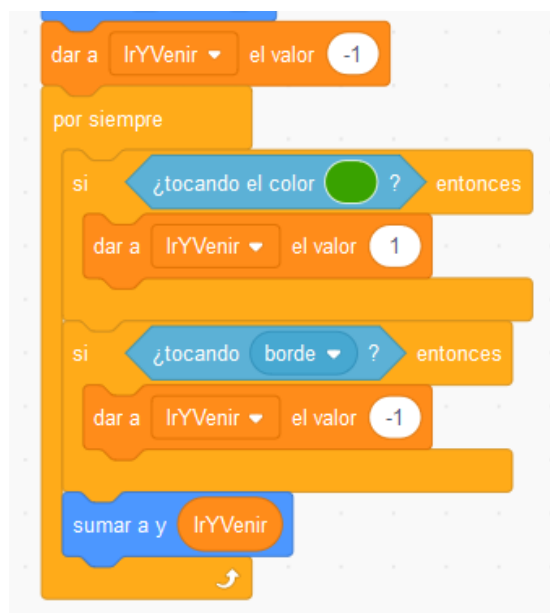 dar a IrYVenir el valor -1
por siempre
si ¿tocando el color ? entonces
dar a IrYVenir el valor 1
si ¿tocando borde ? entonces
dar a IrYVenir el valor -1
sumar a y IrYVenir